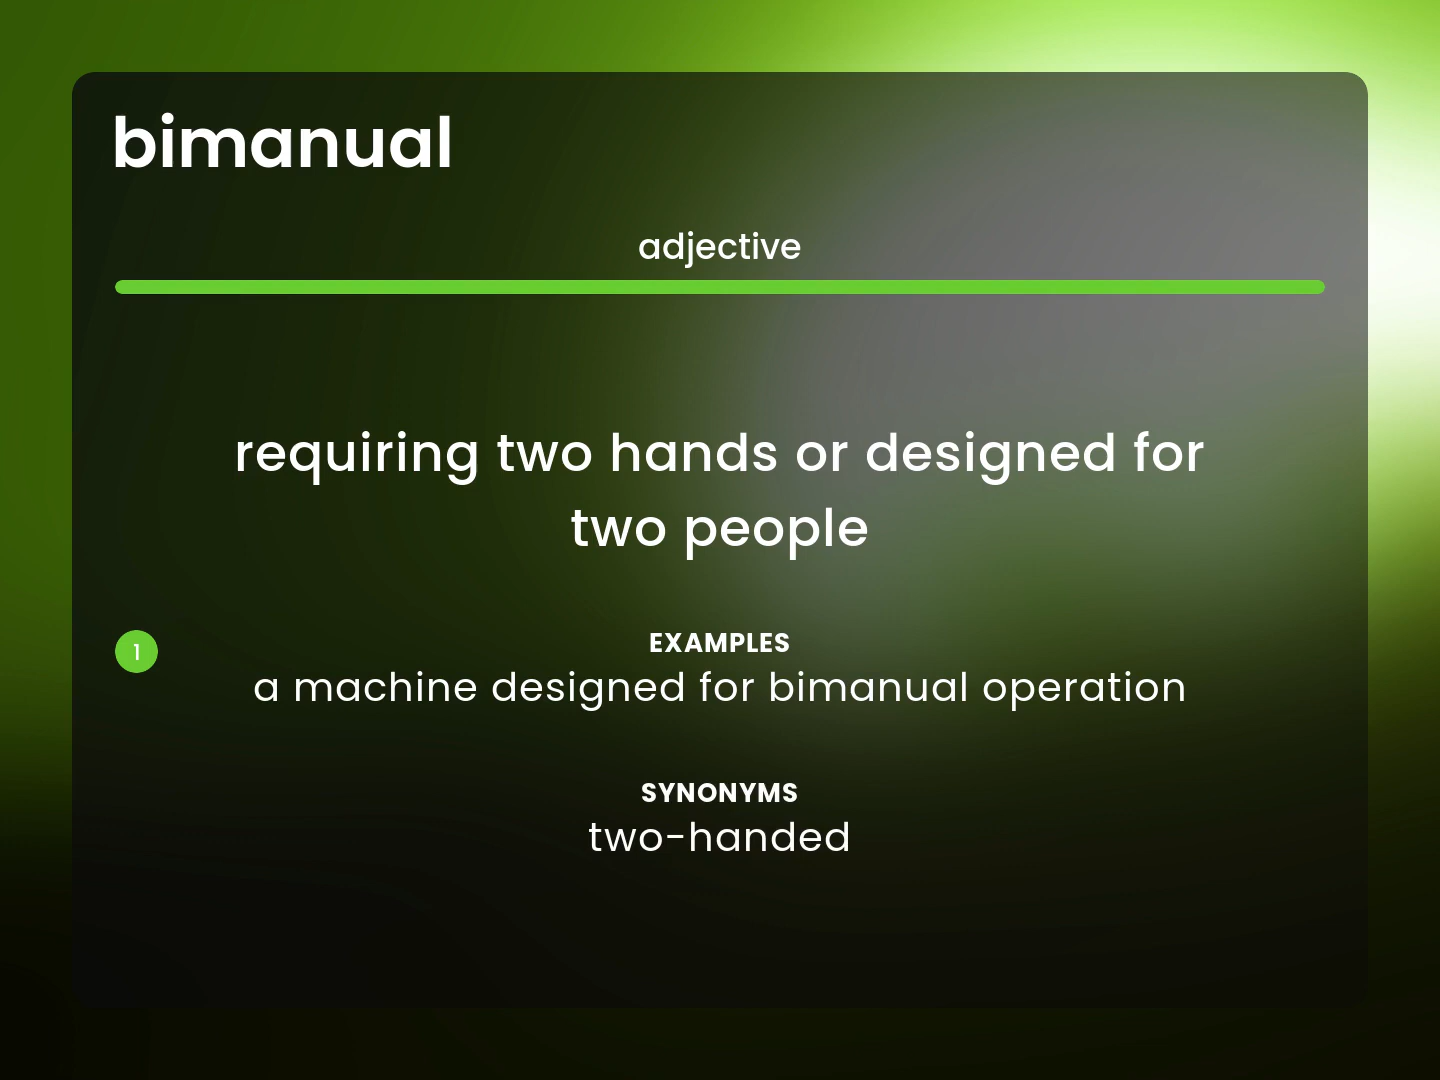 bimanual
adjective
requiring two hands or designed for
two people
1
EXAMPLES
a machine designed for bimanual operation
SYNONYMS
two-handed